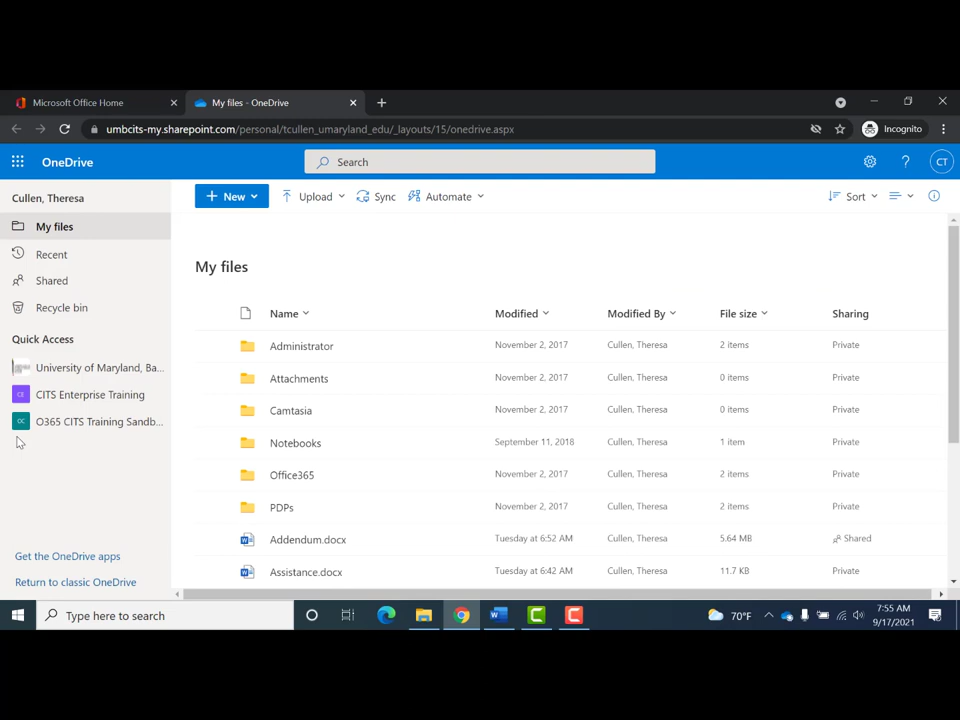 Microsoft Office Home
My files - OneDrive
umbcits-my.sharepoint.com/personal/tcullen_umaryland_edu/_layouts/15/onedrive.aspx
Incognito
OneDrive
Search
CT
Cullen, Theresa
New
Upload
Sync
Automate
Sort
My files
Recent
Shared
Recycle bin
Quick Access
University of Maryland, Ba...
CE CITS Enterprise Training
OC O365 CITS Training Sandb...
Get the OneDrive apps
Return to classic OneDrive
My files
Name Modified Modified By File size Sharing
Administrator November 2, 2017 Cullen, Theresa 2 items Private
Attachments November 2, 2017 Cullen, Theresa 0 items Private
Camtasia November 2, 2017 Cullen, Theresa 0 items Private
Notebooks September 11, 2018 Cullen, Theresa 1 item Private
Office365 November 2, 2017 Cullen, Theresa 2 items Private
PDPs November 2, 2017 Cullen, Theresa 2 items Private
Addendum.docx Tuesday at 6:52 AM Cullen, Theresa 5.64 MB Shared
Assistance.docx Tuesday at 6:42 AM Cullen, Theresa 11.7 KB Private
Type here to search
70°F
7:55 AM
9/17/2021